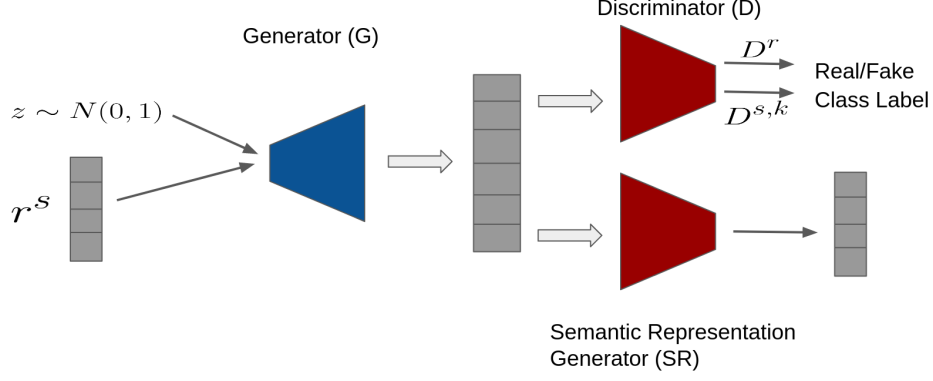 Discriminator (D)
Generator (G)
D^r
Real/Fake
z ∼ N(0, 1)
Class Label
D^{s,k}
r^s
Semantic Representation
Generator (SR)